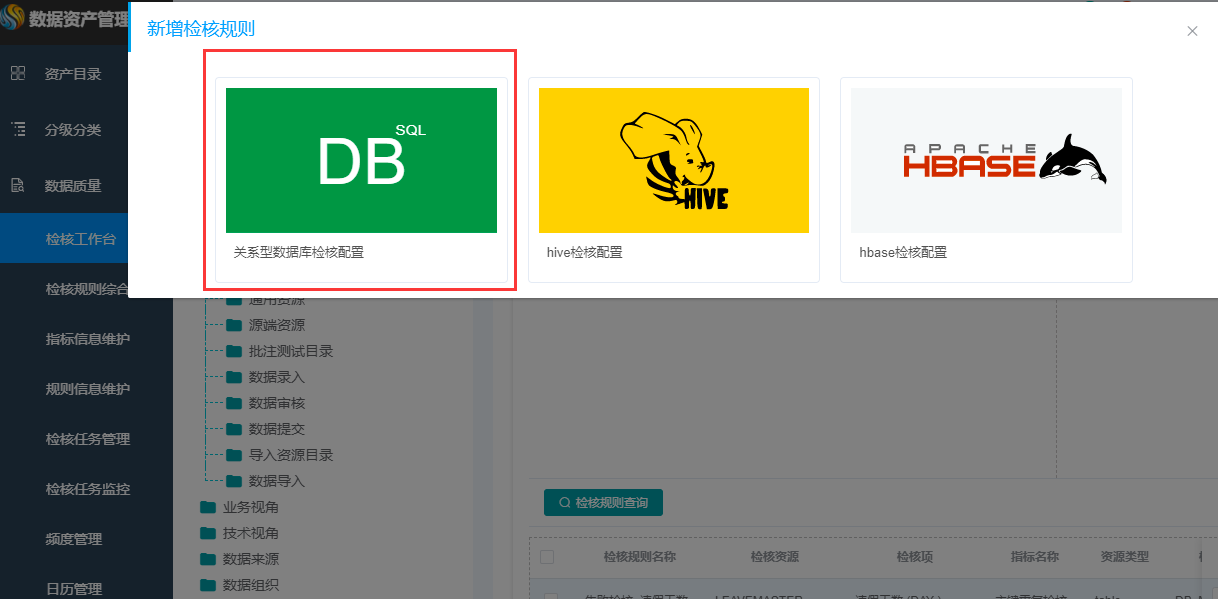 数据资产管理
新增检核规则
资产目录
分级分类
数据质量
检核工作台
检核规则综合
指标信息维护
规则信息维护
检核任务管理
检核任务监控
频度管理
日历管理
DB SQL
关系型数据库检核配置
HIVE
hive检核配置
APACHE
HBASE
hbase检核配置
通用资源
源端资源
批注测试目录
数据录入
数据审核
数据提交
导入资源目录
数据导入
业务视角
技术视角
数据来源
数据组织
检核规则查询
检核规则名称 检核资源 检核项 指标名称 资源类型